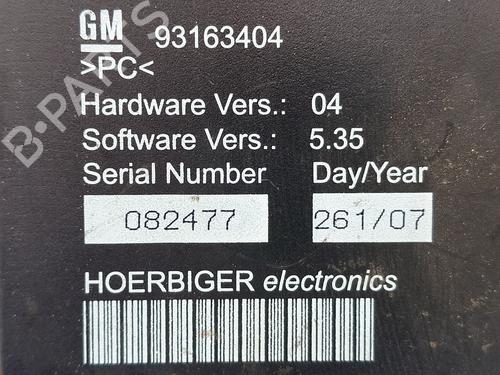 GM 93163404
>PC<
Hardware Vers.: 04
Software Vers.: 5.35
Serial Number Day/Year
082477 261/07
HOERBIGER electronics
B-PARTS